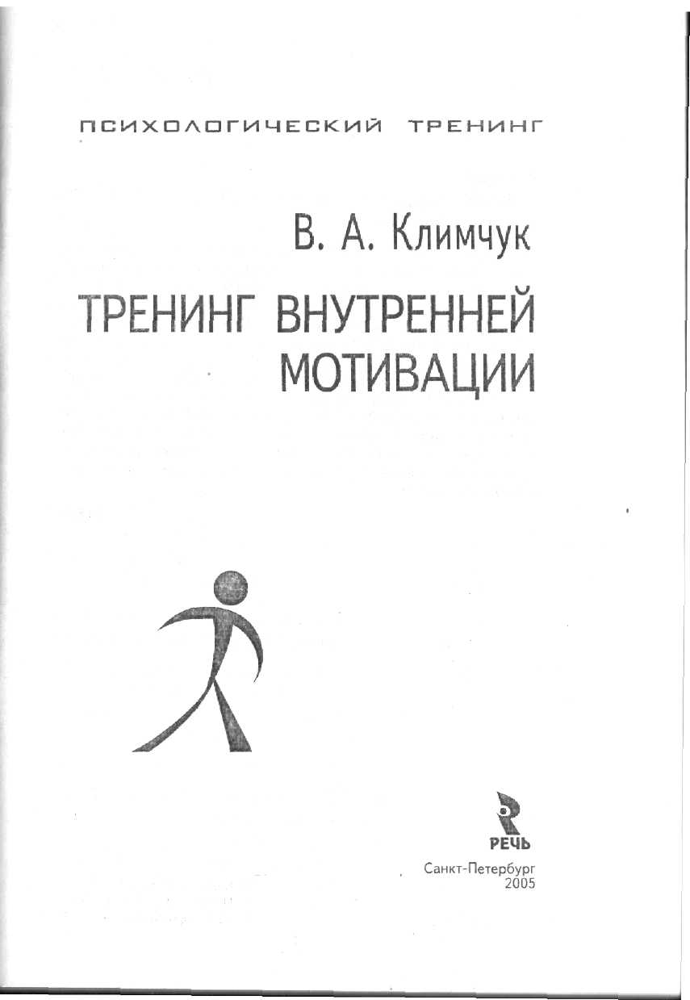 ПСИХОЛОГИЧЕСКИЙ ТРЕНИНГ
В. А. Климчук
ТРЕНИНГ ВНУТРЕННЕЙ
МОТИВАЦИИ
РЕЧЬ
Санкт-Петербург
2005